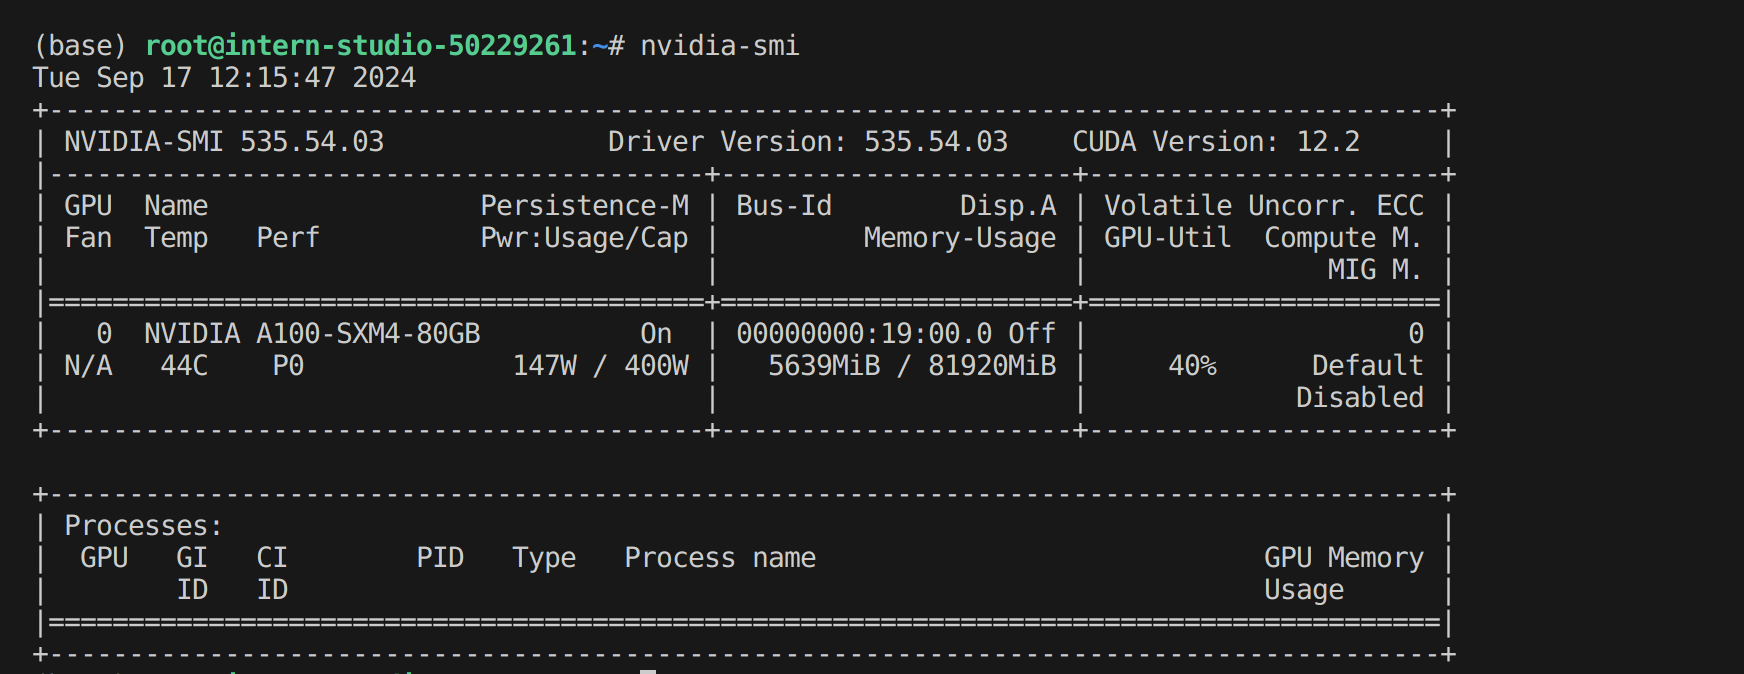 (base) root@intern-studio-50229261:~# nvidia-smi
Tue Sep 17 12:15:47 2024
+---------------------------------------------------------------------------------------+
| NVIDIA-SMI 535.54.03              Driver Version: 535.54.03    CUDA Version: 12.2     |
|-----------------------------------------+----------------------+----------------------+
| GPU  Name                 Persistence-M | Bus-Id        Disp.A | Volatile Uncorr. ECC |
| Fan  Temp   Perf          Pwr:Usage/Cap |         Memory-Usage | GPU-Util  Compute M. |
|                                         |                      |               MIG M. |
|=========================================+======================+======================|
|   0  NVIDIA A100-SXM4-80GB          On  | 00000000:19:00.0 Off |                    0 |
| N/A   44C    P0             147W / 400W |   5639MiB / 81920MiB |     40%      Default |
|                                         |                      |             Disabled |
+-----------------------------------------+----------------------+----------------------+
+---------------------------------------------------------------------------------------+
| Processes:                                                                            |
|  GPU   GI   CI        PID   Type   Process name                            GPU Memory |
|        ID   ID                                                             Usage      |
|=======================================================================================|
+---------------------------------------------------------------------------------------+